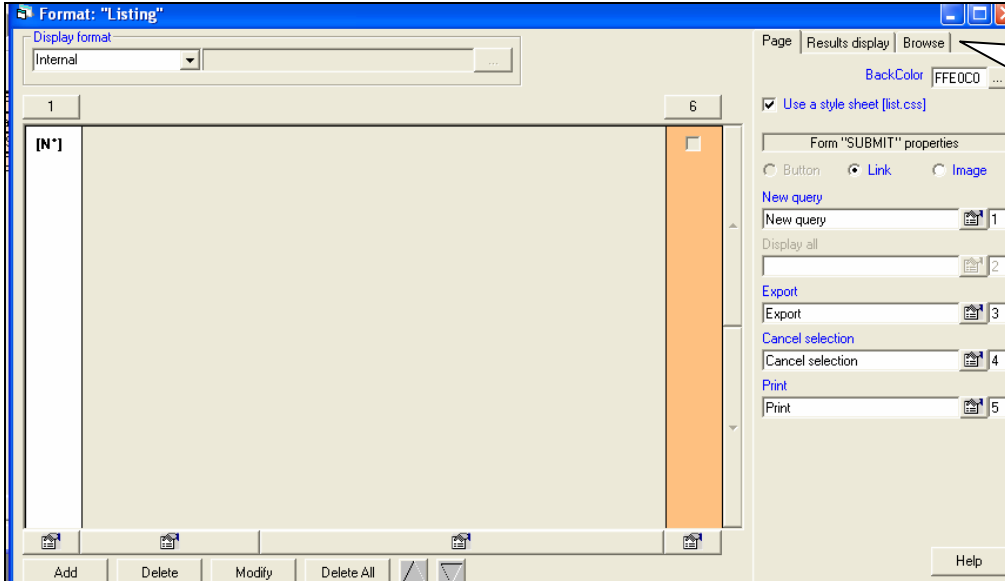 Format: "Listing"
Display format
Internal
...
1
6
[N°]
Add
Delete
Modify
Delete All
Page
Results display
Browse
BackColor
FFE0C0
...
Use a style sheet [list.css]
Form "SUBMIT" properties
Button
Link
Image
New query
New query
1
Display all
2
Export
Export
3
Cancel selection
Cancel selection
4
Print
Print
5
Help